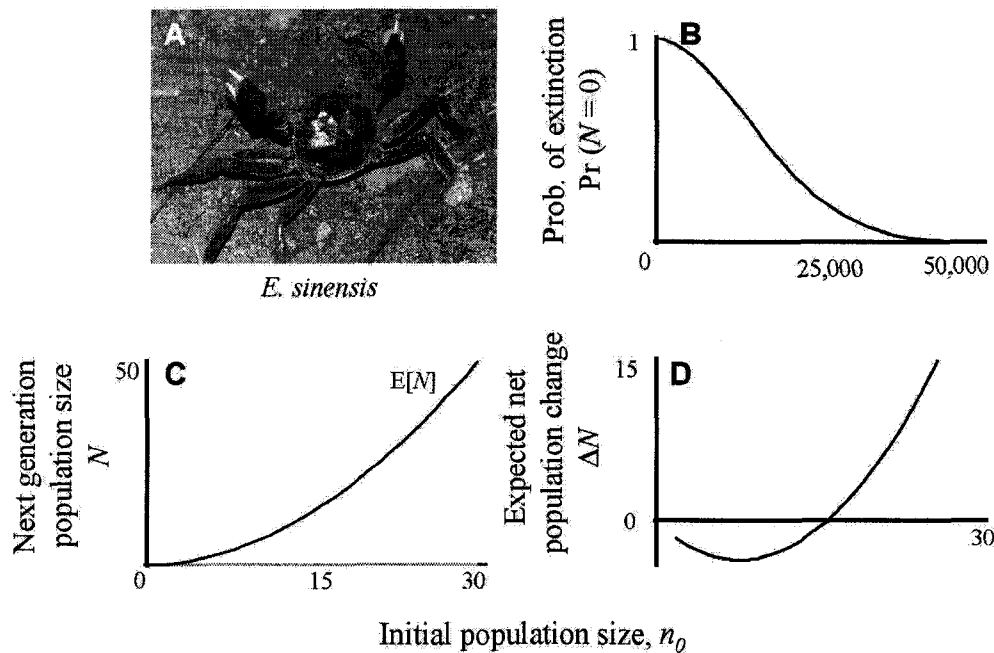 A
E. sinensis
B
Prob. of extinction
Pr (N = 0)
1
0
25,000
50,000
C
Next generation
population size
N
50
E[N]
0
15
30
D
Expected net
population change
ΔN
15
0
30
Initial population size, n₀